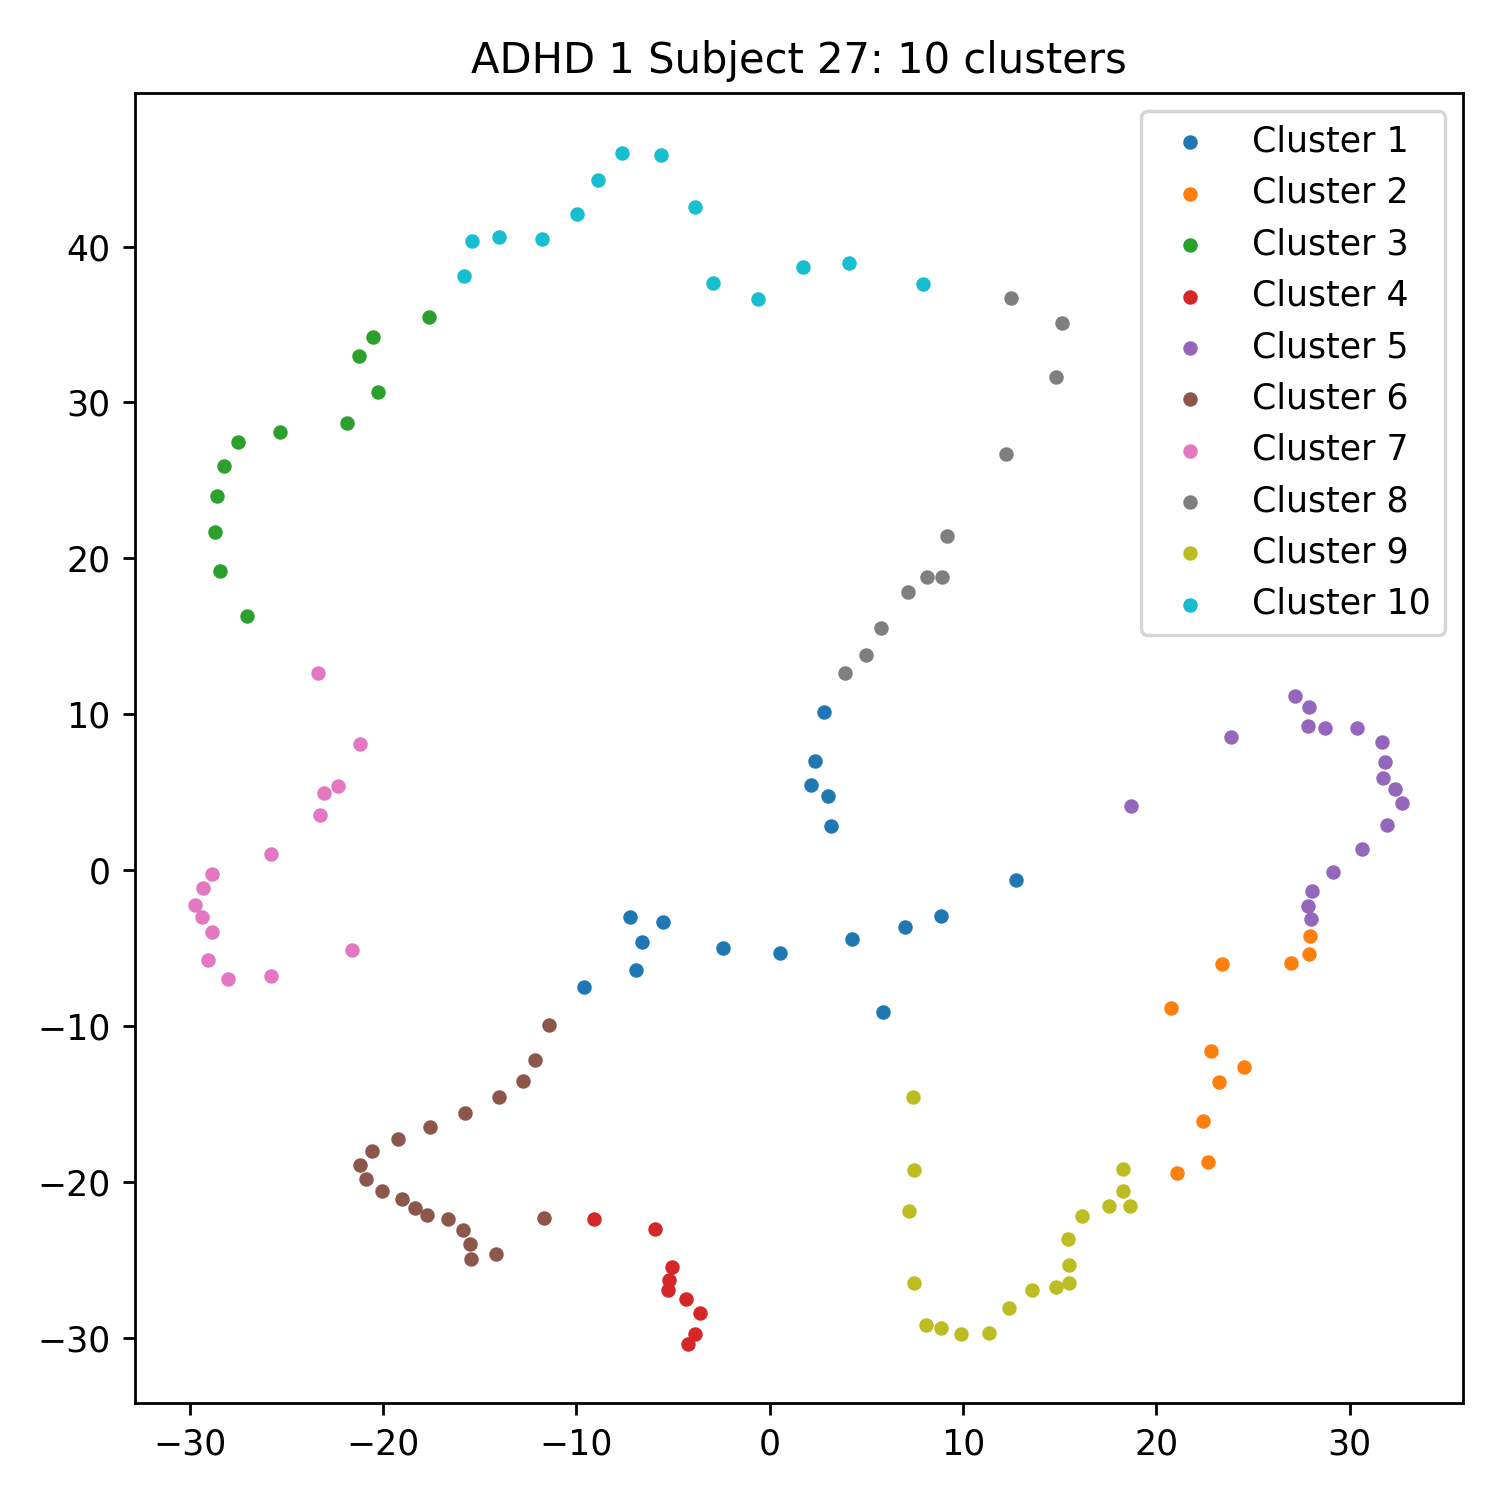 ADHD 1 Subject 27: 10 clusters
Cluster 1
Cluster 2
Cluster 3
Cluster 4
Cluster 5
Cluster 6
Cluster 7
Cluster 8
Cluster 9
Cluster 10
40
30
20
10
0
−10
−20
−30
−30 −20 −10 0 10 20 30